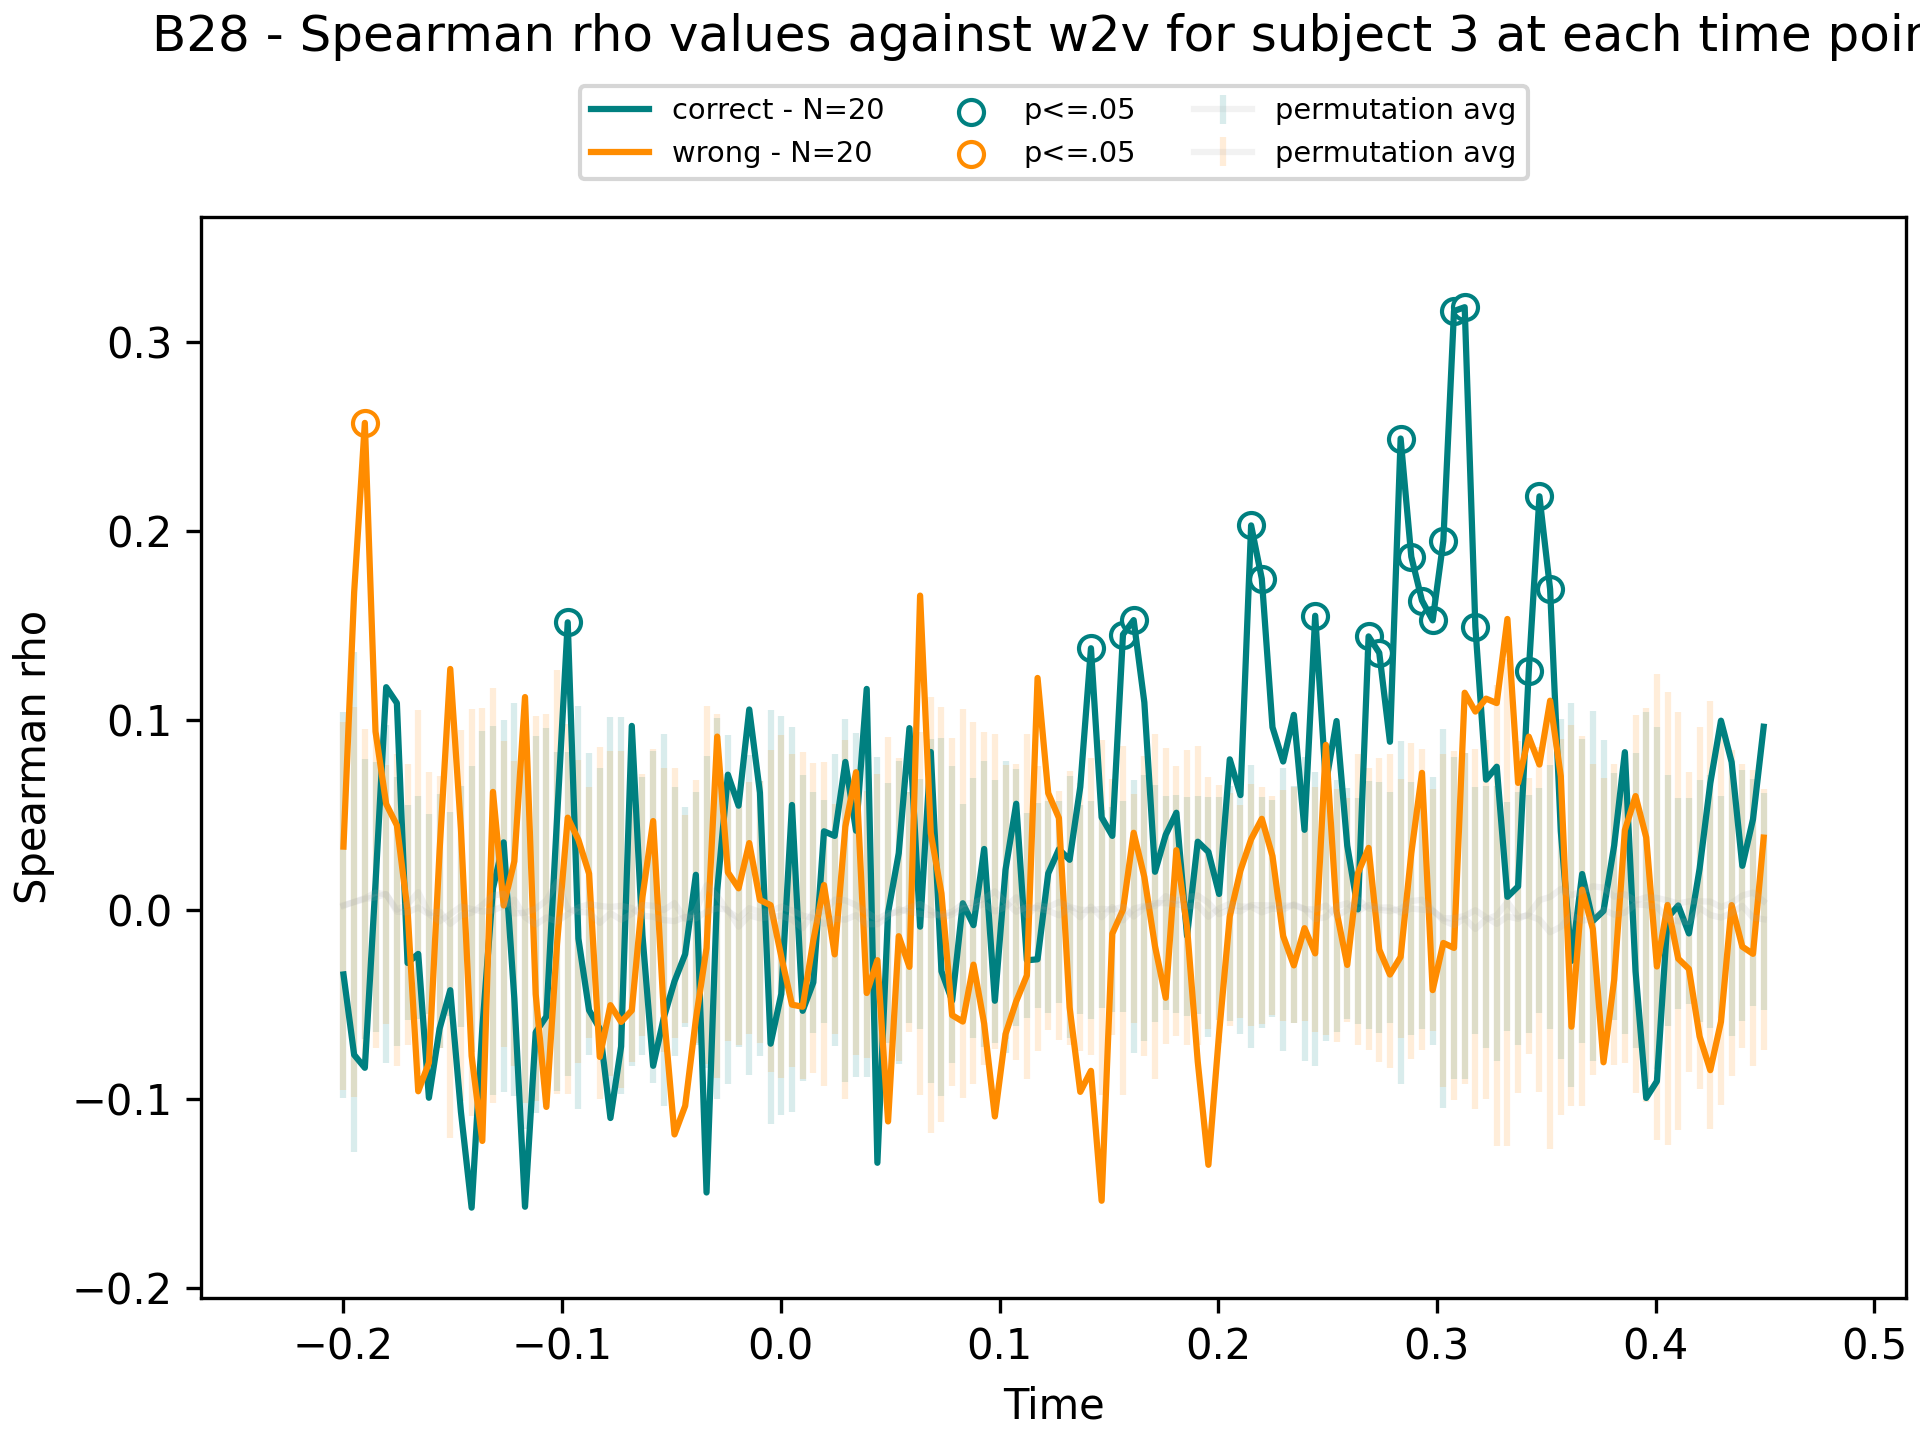 B28 - Spearman rho values against w2v for subject 3 at each time
correct - N=20 p<=.05 permutation avg
wrong - N=20 p<=.05 permutation avg
Spearman rho
0.3
0.2
0.1
0.0
−0.1
−0.2
−0.2 −0.1 0.0 0.1 0.2 0.3 0.4 0.5
Time